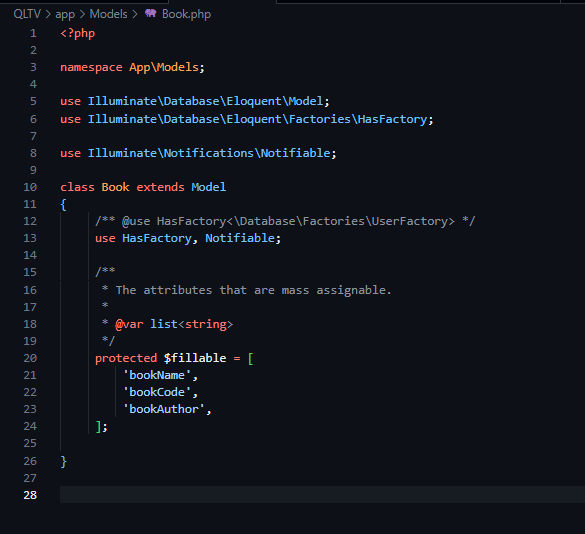 QLTV > app > Models > Book.php
1 <?php
2
3 namespace App\Models;
4
5 use Illuminate\Database\Eloquent\Model;
6 use Illuminate\Database\Eloquent\Factories\HasFactory;
7
8 use Illuminate\Notifications\Notifiable;
9
10 class Book extends Model
11 {
12     /** @use HasFactory<\Database\Factories\UserFactory> */
13     use HasFactory, Notifiable;
14
15     /**
16      * The attributes that are mass assignable.
17      *
18      * @var list<string>
19      */
20     protected $fillable = [
21         'bookName',
22         'bookCode',
23         'bookAuthor',
24     ];
25
26 }
27
28